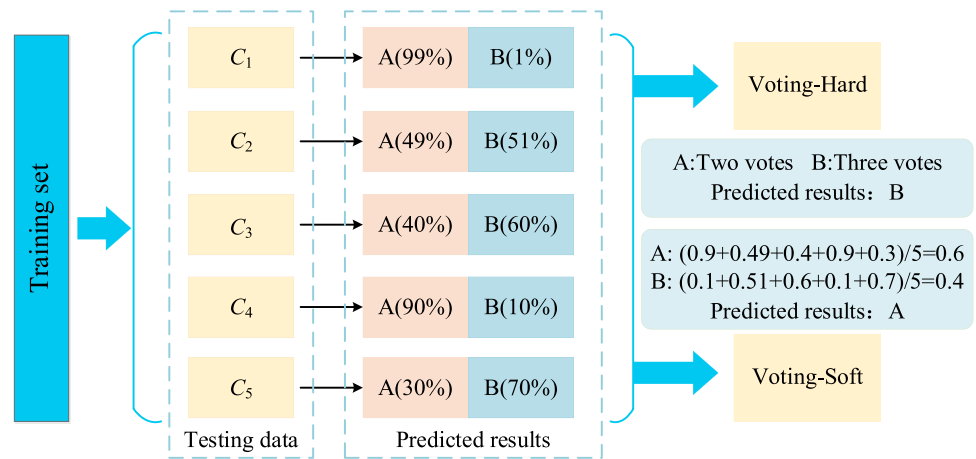 Training set
C1
A(99%) B(1%)
C2
A(49%) B(51%)
C3
A(40%) B(60%)
C4
A(90%) B(10%)
C5
A(30%) B(70%)
Testing data
Predicted results
Voting-Hard
A:Two votes B:Three votes
Predicted results：B
A: (0.9+0.49+0.4+0.9+0.3)/5=0.6
B: (0.1+0.51+0.6+0.1+0.7)/5=0.4
Predicted results：A
Voting-Soft